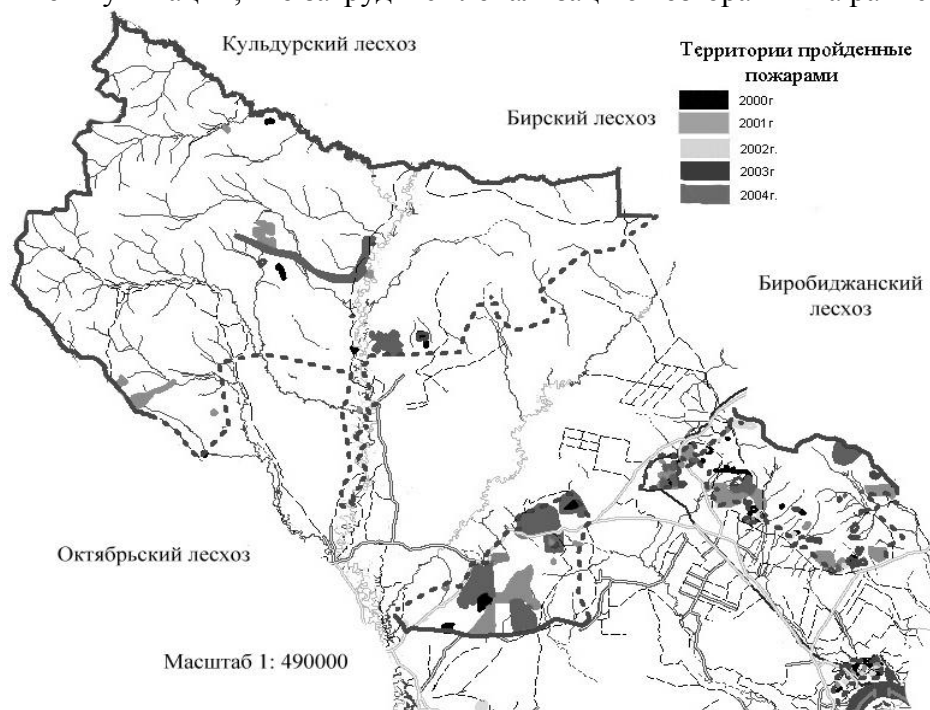 Кульдурский лесхоз
Территории пройденные
пожарами
2000г
2001г
2002г.
2003г
2004г.
Бирский лесхоз
Биробиджанский
лесхоз
Октябрьский лесхоз
Масштаб 1: 490000